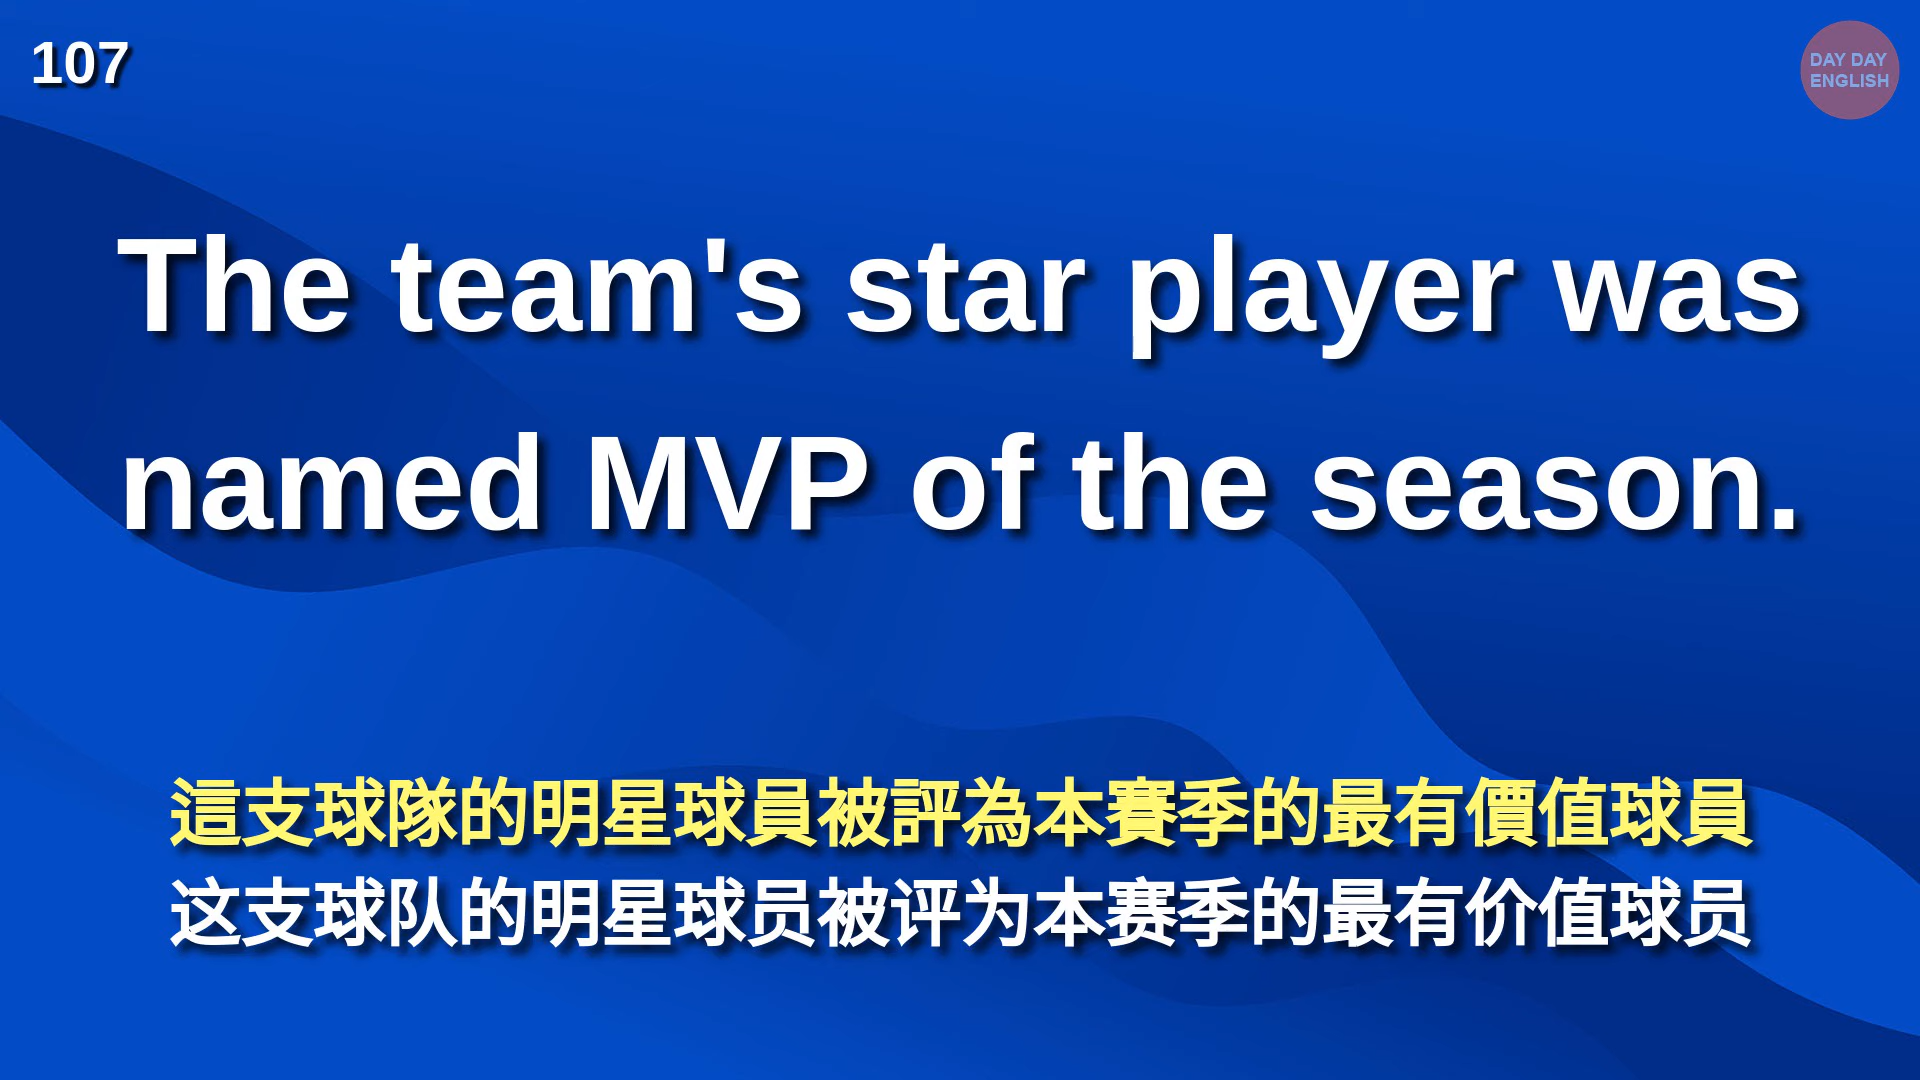 107
DAY DAY
ENGLISH
The team's star player was
named MVP of the season.
這支球隊的明星球員被評為本賽季的最有價值球員
这支球队的明星球员被评为本赛季的最有价值球员